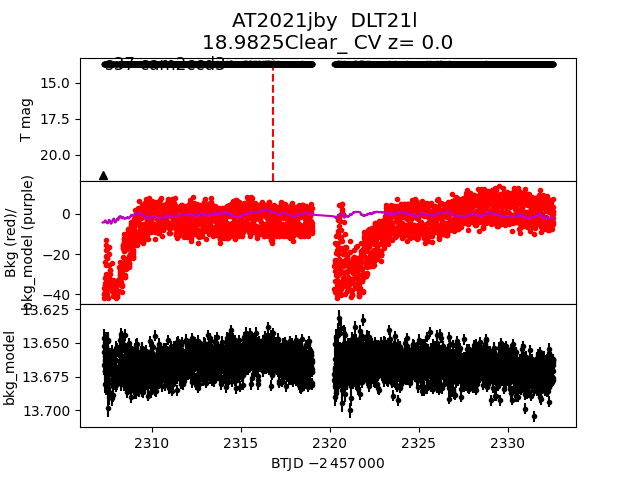 AT2021jby  DLT21l
18.9825Clear_ CV z= 0.0
s37 cam2ccd3
15.0
17.5
20.0
T mag
0
−20
−40
Bkg (red)/
bkg_model (purple)
13.625
13.650
13.675
13.700
bkg_model
2310
2315
2320
2325
2330
BTJD −2 457 000